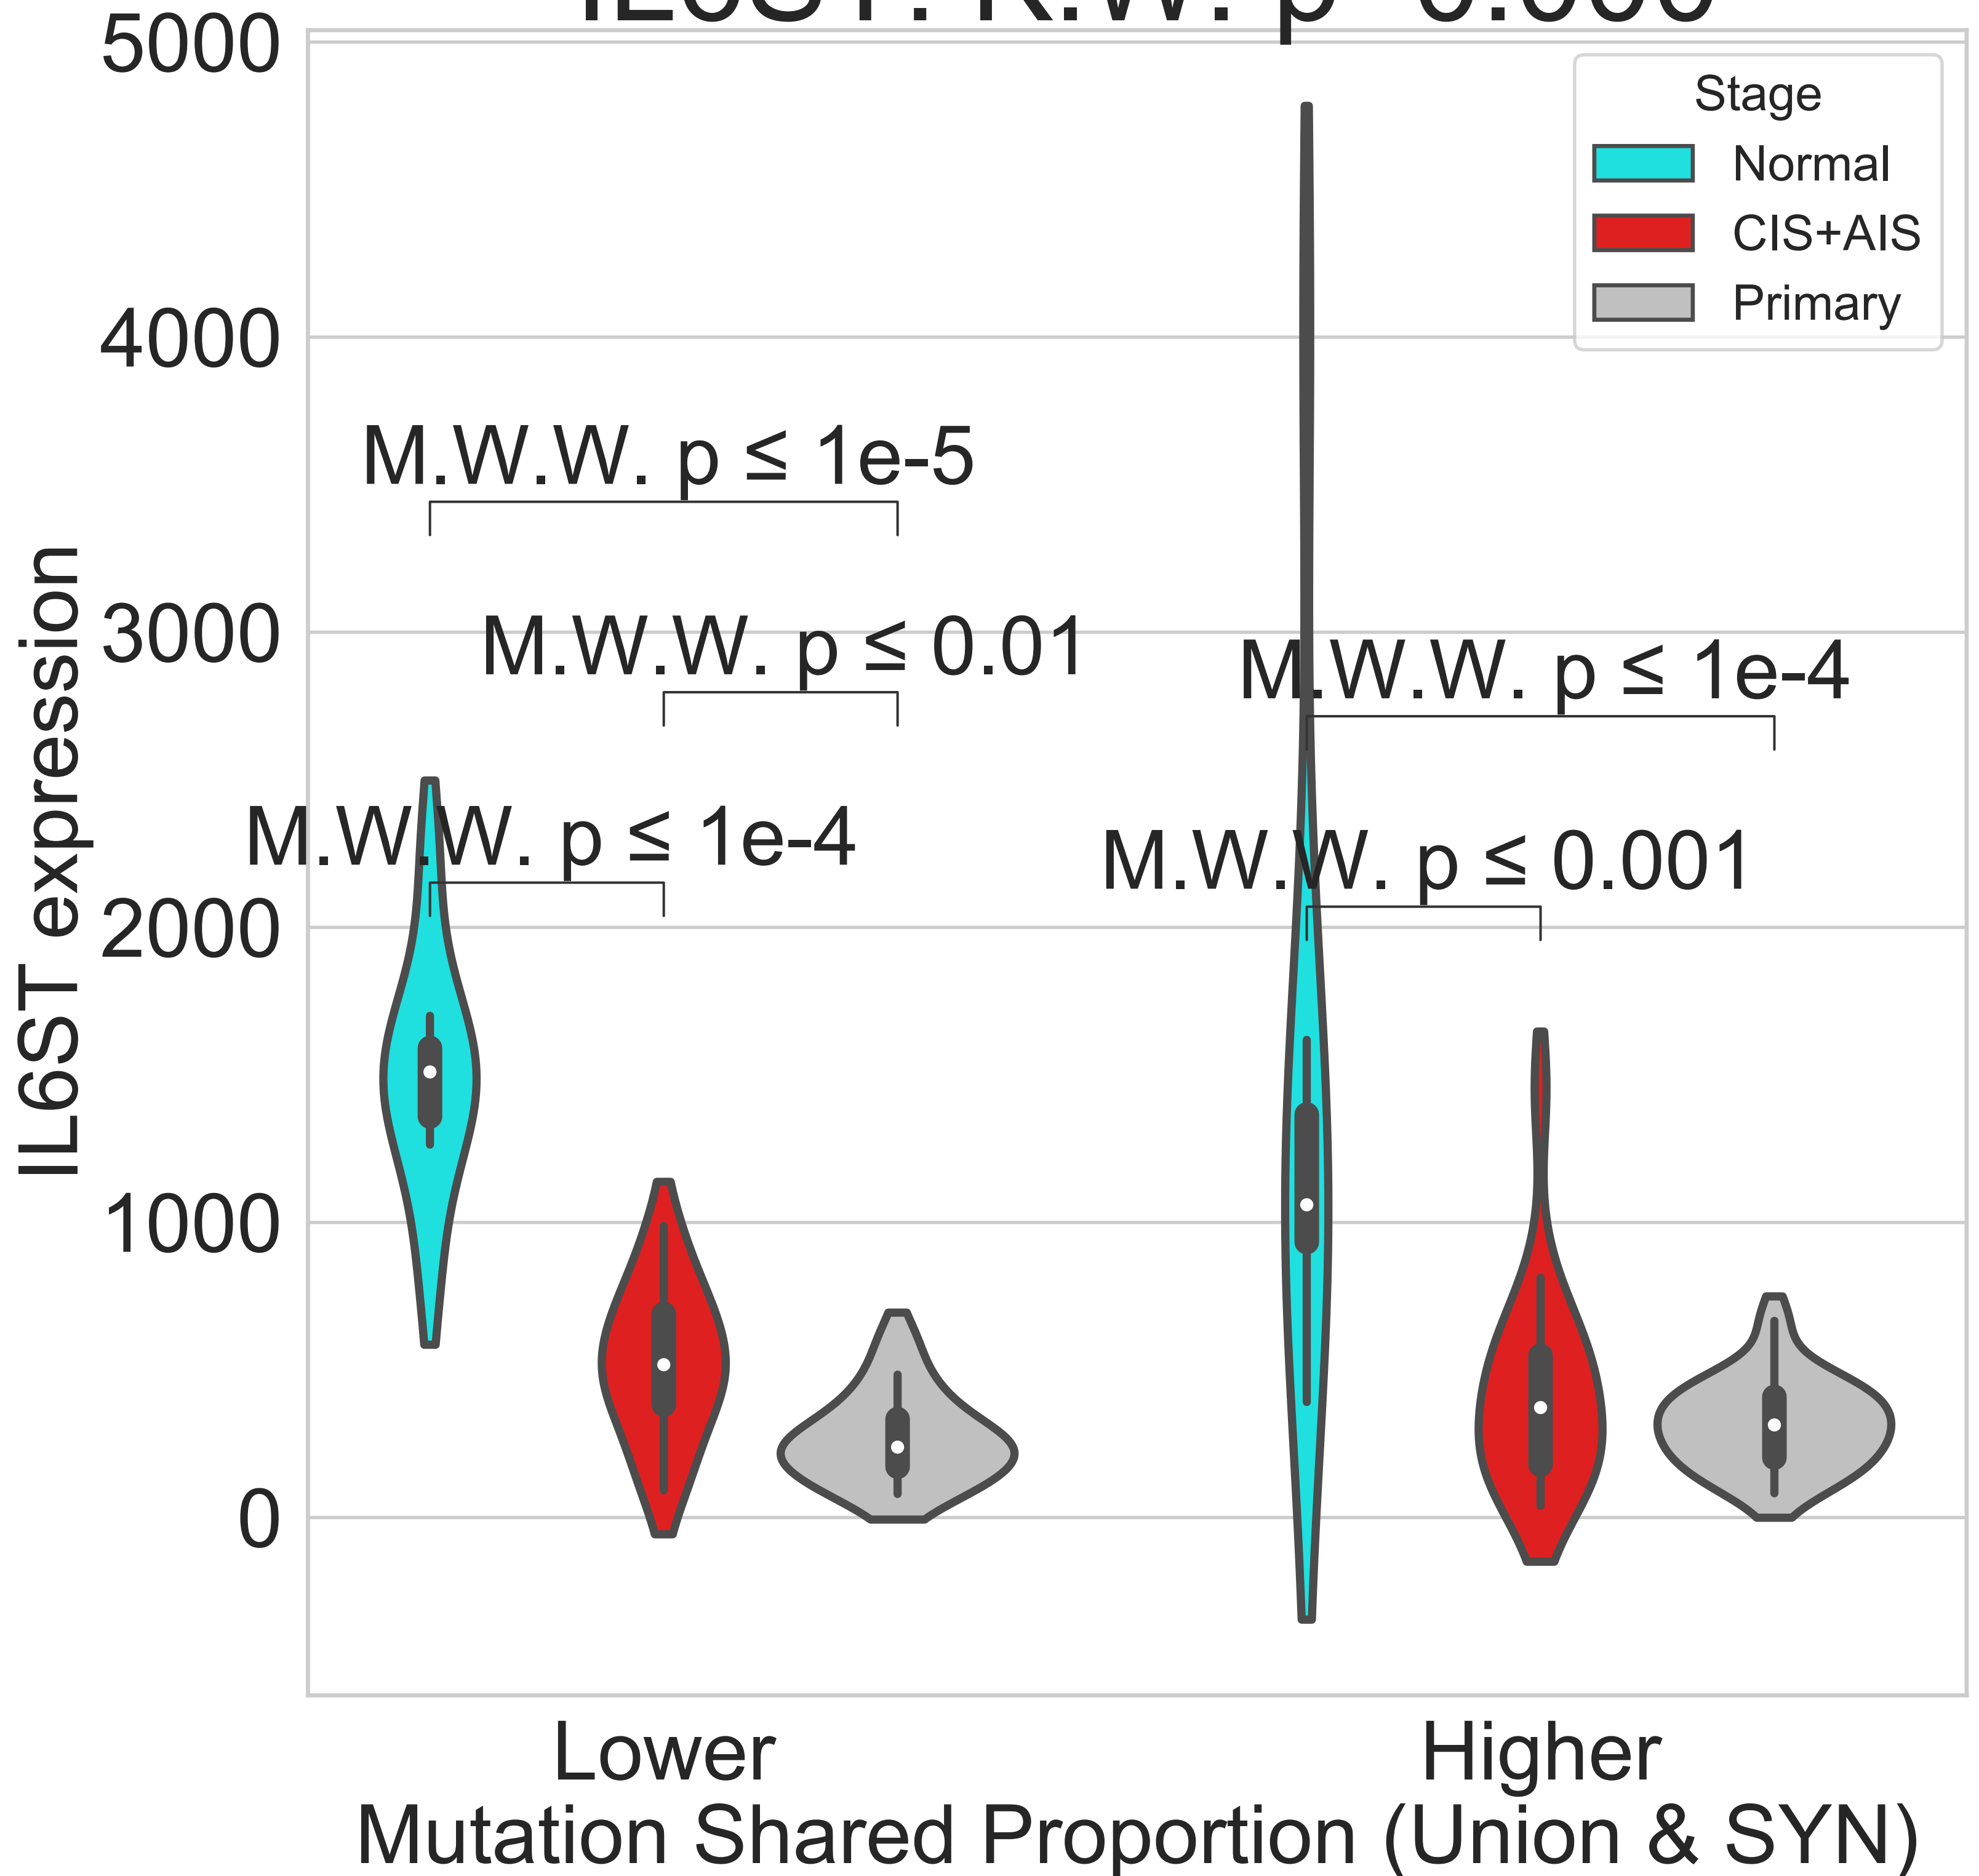 5000
4000
3000
2000
1000
0
IL6ST expression
Stage
Normal
CIS+AIS
Primary
M.W.W. p ≤ 1e-5
M.W.W. p ≤ 0.01
M.W.W. p ≤ 1e-4
M.W.W. p ≤ 1e-4
M.W.W. p ≤ 0.001
Lower
Higher
Mutation Shared Proportion (Union & SYN)